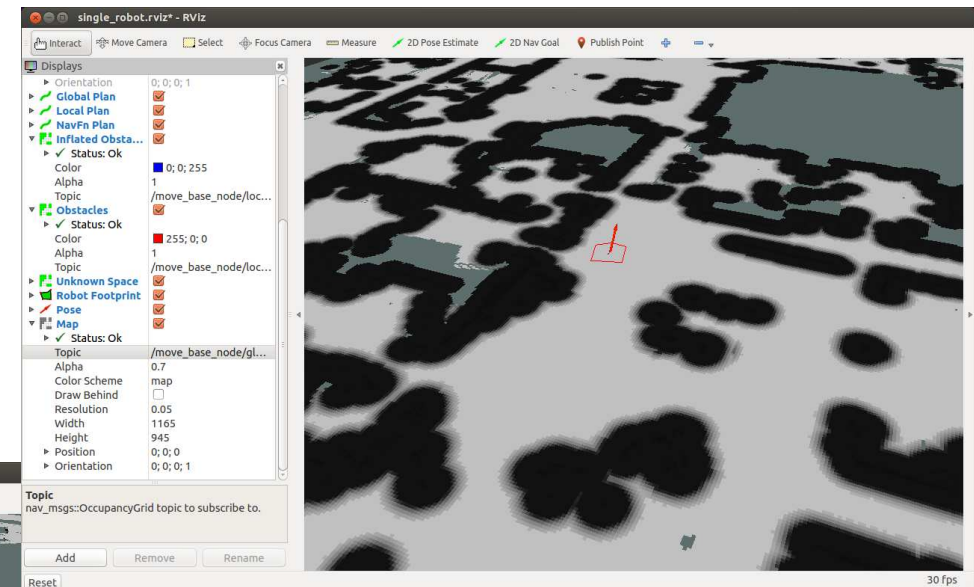 single_robot.rviz* - RViz
Interact Move Camera Select Focus Camera Measure 2D Pose Estimate 2D Nav Goal Publish Point
Displays
Orientation 0; 0; 0; 1
Global Plan
Local Plan
NavFn Plan
Inflated Obsta...
Status: Ok
Color 0; 0; 255
Alpha 1
Topic /move_base_node/loc...
Obstacles
Status: Ok
Color 255; 0; 0
Alpha 1
Topic /move_base_node/loc...
Unknown Space
Robot Footprint
Pose
Map
Status: Ok
Topic /move_base_node/gl...
Alpha 0.7
Color Scheme map
Draw Behind
Resolution 0.05
Width 1165
Height 945
Position 0; 0; 0
Orientation 0; 0; 0; 1
Topic
nav_msgs::OccupancyGrid topic to subscribe to.
Add Remove Rename
Reset 30 fps